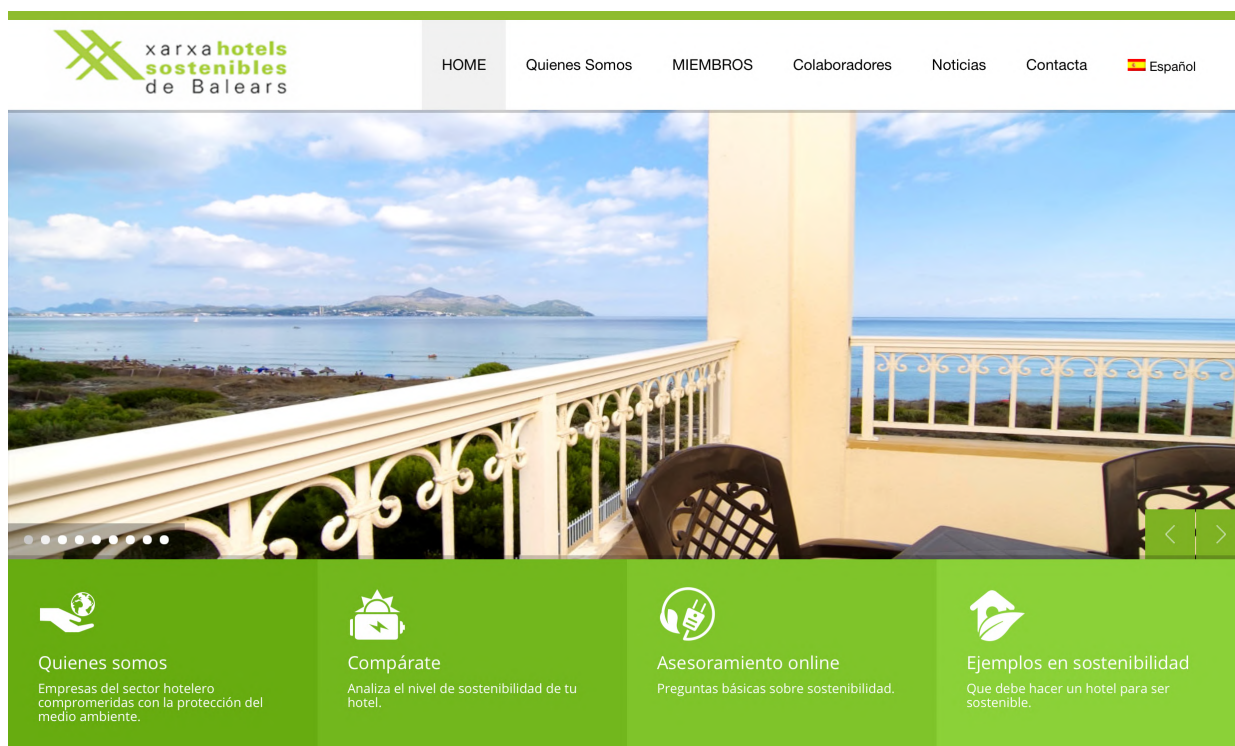 xarxa hotels
sostenibles
de Balears
HOME
Quienes Somos
MIEMBROS
Colaboradores
Noticias
Contacta
Español
Quienes somos
Empresas del sector hotelero
compromeridas con la protección del
medio ambiente.
Compárate
Analiza el nivel de sostenibilidad de tu
hotel.
Asesoramiento online
Preguntas básicas sobre sostenibilidad.
Ejemplos en sostenibilidad
Que debe hacer un hotel para ser
sostenible.